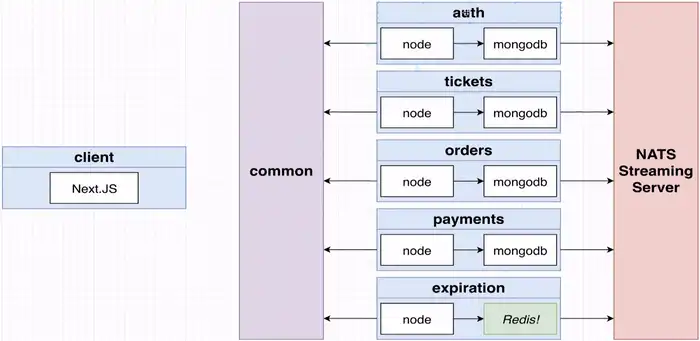 auth
node
mongodb
tickets
node
mongodb
orders
node
mongodb
payments
node
mongodb
expiration
node
Redis!
client
Next.JS
common
NATS
Streaming
Server